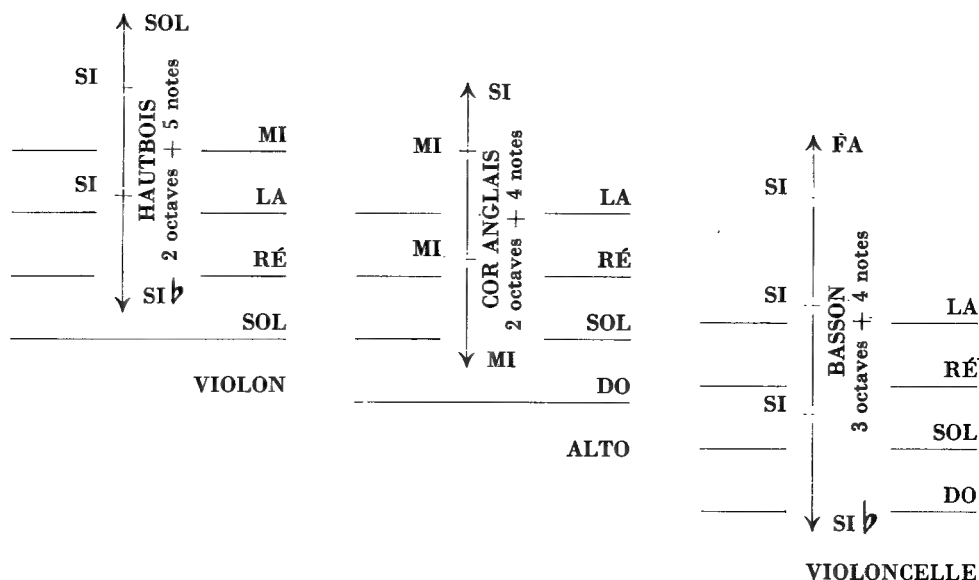 SOL
SI
HAUTBOIS
2 octaves + 5 notes
MI
SI
LA
RÉ
SI♭
SOL
VIOLON
SI
MI
COR ANGLAIS
2 octaves + 4 notes
LA
MI
RÉ
SOL
MI
DO
ALTO
FA
SI
SI
BASSON
3 octaves + 4 notes
LA
RÉ
SI
SOL
DO
SI♭
VIOLONCELLE